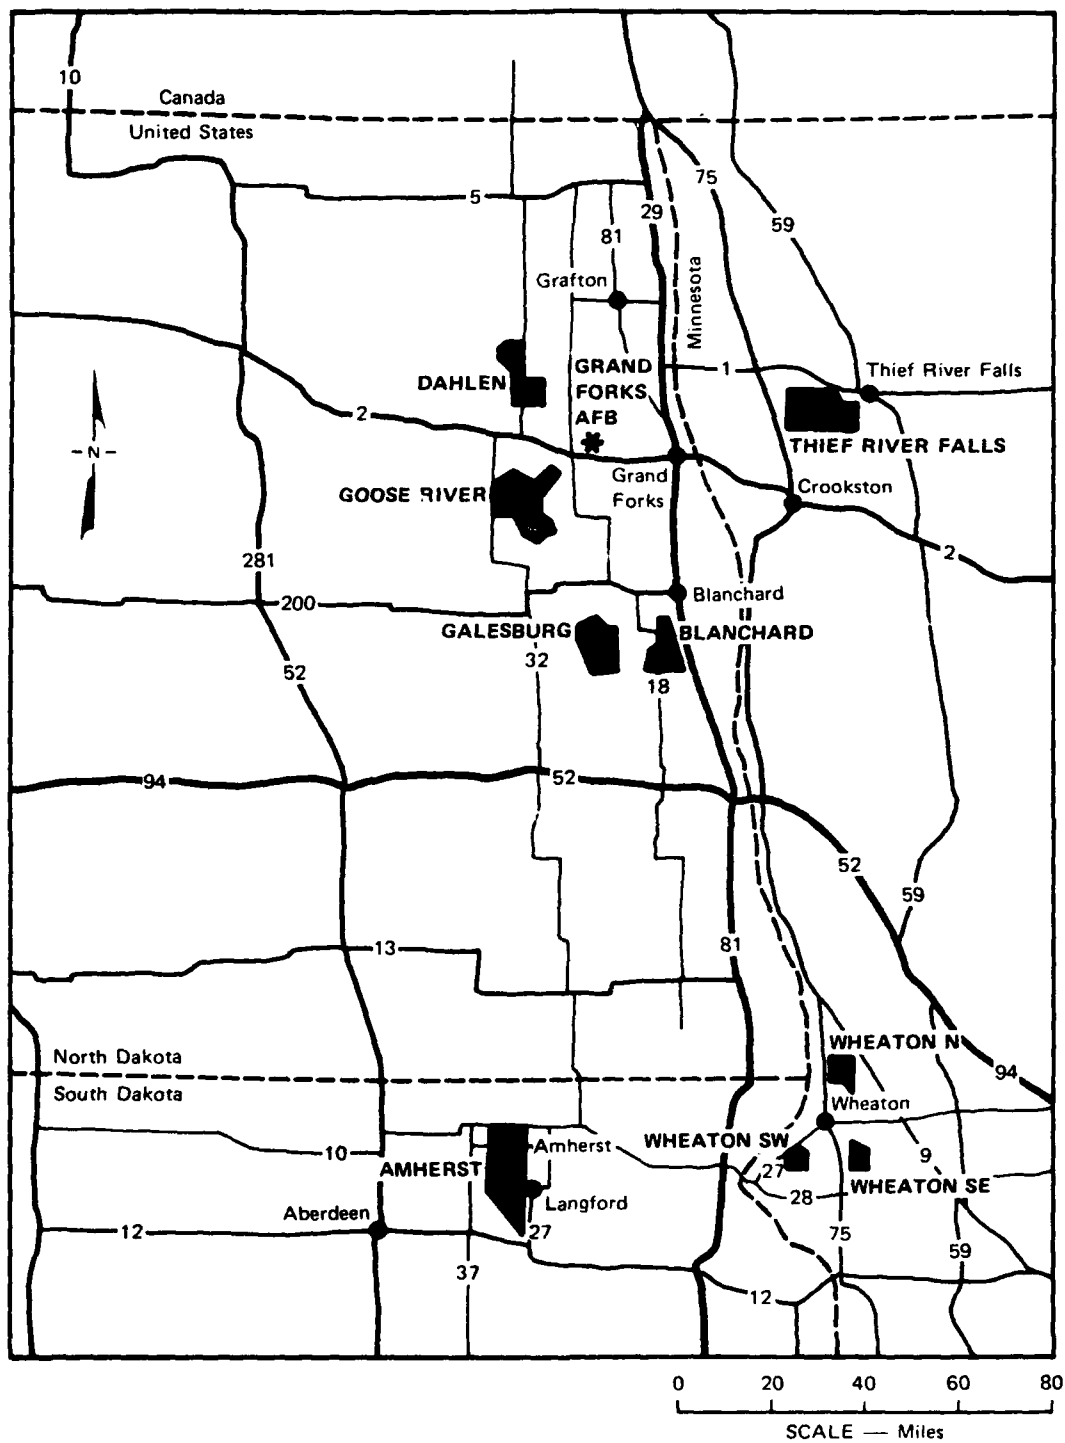 10
Canada
United States
75
5
29
59
81
Grafton
Minnesota
GRAND
FORKS
AFB
1
Thief River Falls
DAHLEN
2
THIEF RIVER FALLS
- N -
Grand
Forks
Crookston
GOOSE RIVER
2
281
200
Blanchard
GALESBURG
BLANCHARD
32
52
18
94
52
52
59
81
13
WHEATON N
North Dakota
94
South Dakota
Wheaton
WHEATON SW
10
Amherst
9
AMHERST
27
WHEATON SE
28
Langford
Aberdeen
12
27
75
59
37
12
0 20 40 60 80
SCALE — Miles